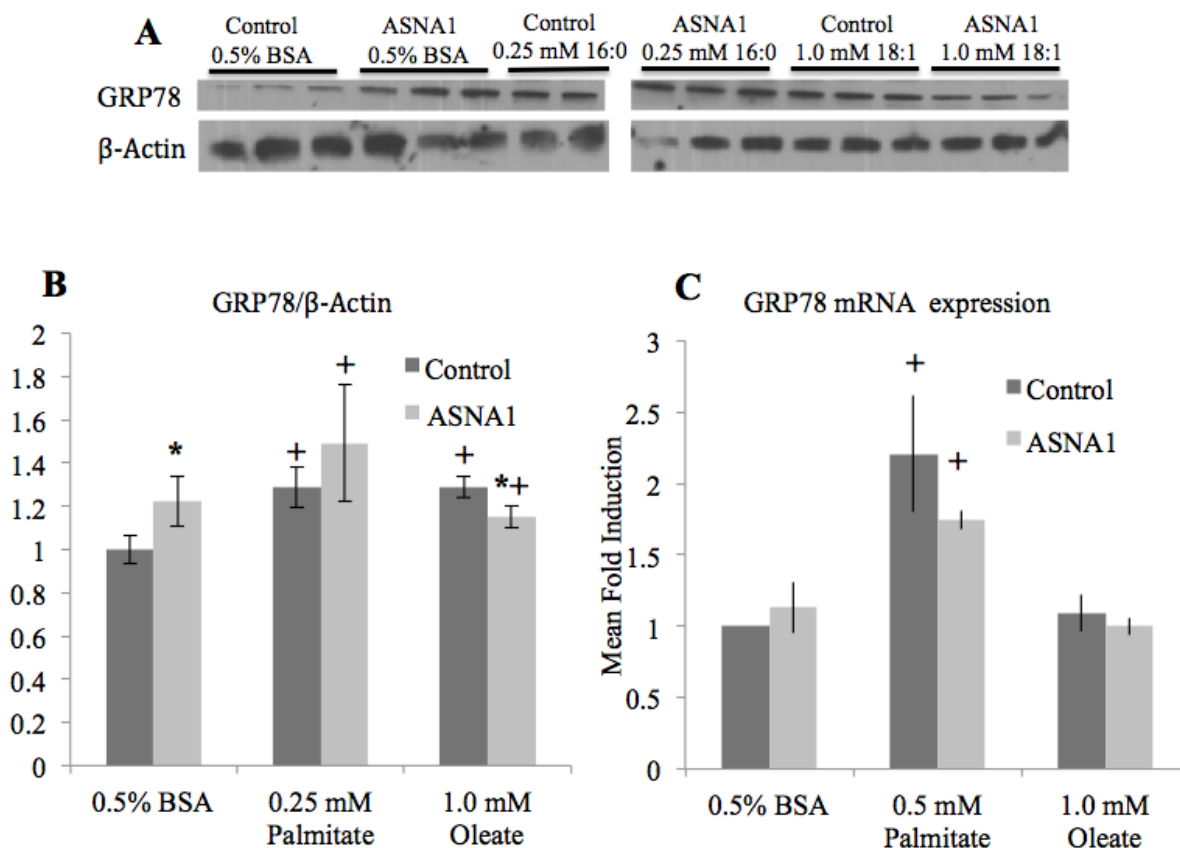 A
Control
0.5% BSA
ASNA1
0.5% BSA
Control
0.25 mM 16:0
ASNA1
0.25 mM 16:0
Control
1.0 mM 18:1
ASNA1
1.0 mM 18:1
GRP78
β-Actin
B
GRP78/β-Actin
2
1.8
1.6
1.4
1.2
1
0.8
0.6
0.4
0.2
0
Control
ASNA1
*
+
+
+
*+
0.5% BSA
0.25 mM
Palmitate
1.0 mM
Oleate
C
GRP78 mRNA expression
Mean Fold Induction
3
2.5
2
1.5
1
0.5
0
Control
ASNA1
+
+
0.5% BSA
0.5 mM
Palmitate
1.0 mM
Oleate